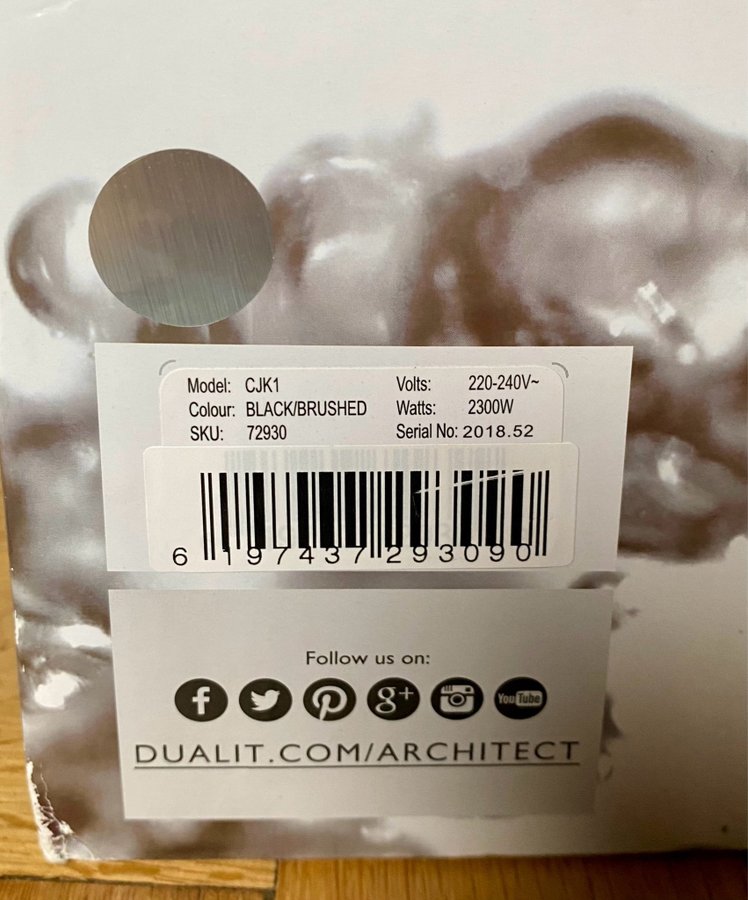 Model: CJK1 Volts: 220-240V~
Colour: BLACK/BRUSHED Watts: 2300W
SKU: 72930 Serial No: 2018.52
6 197437 293090
Follow us on:
f g+ You Tube
DUALIT.COM/ARCHITECT